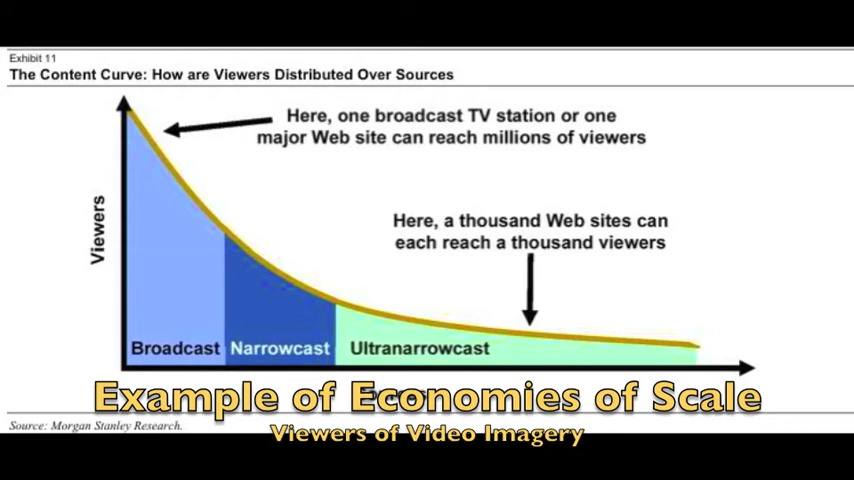 Exhibit 11
The Content Curve: How are Viewers Distributed Over Sources
Here, one broadcast TV station or one
major Web site can reach millions of viewers
Here, a thousand Web sites can
each reach a thousand viewers
Viewers
Broadcast
Narrowcast
Ultranarrowcast
Example of Economies of Scale
Source: Morgan Stanley Research.
Viewers of Video Imagery